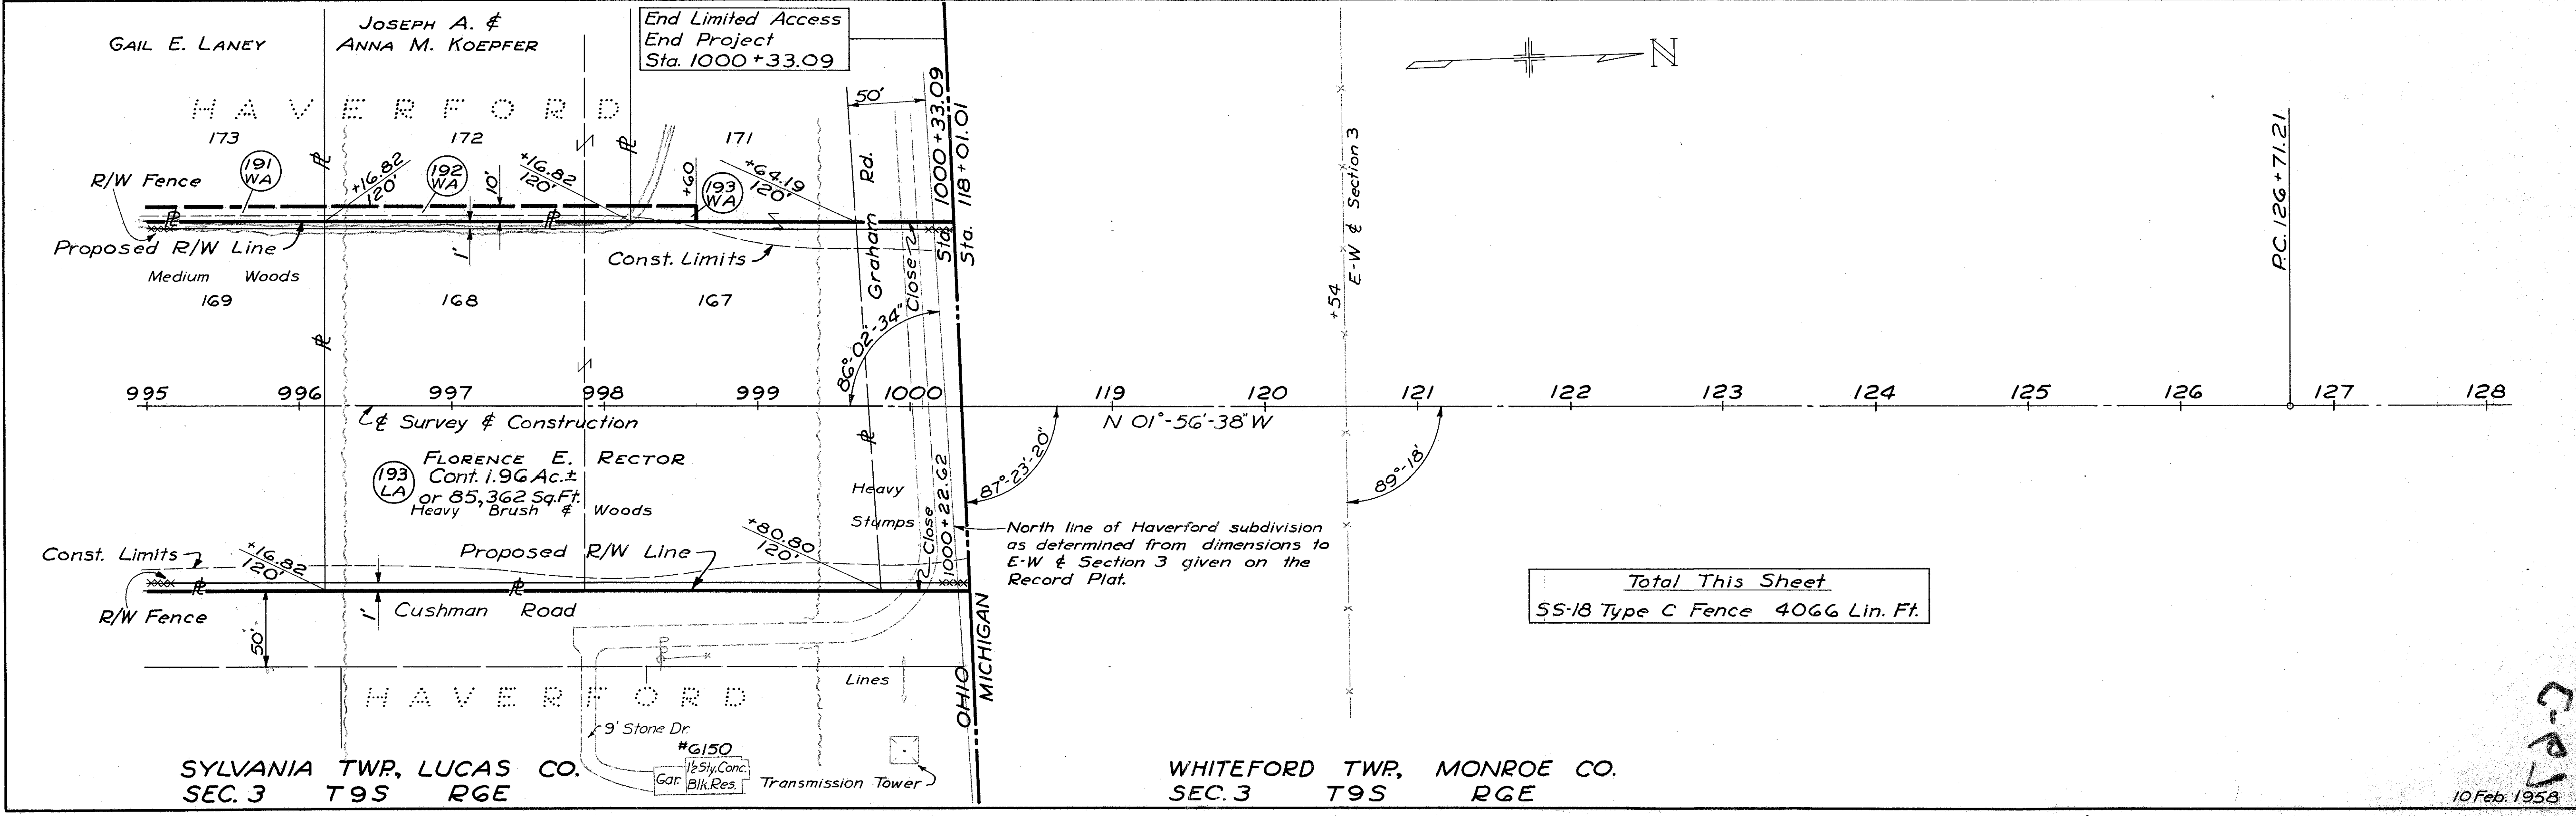 GAIL E. LANEY
JOSEPH A. &
ANNA M. KOEPFER
End Limited Access
End Project
Sta. 1000+33.09
N
HAVERFORD
173
172
171
50'
191
WA
192
WA
193
WA
+16.82
120'
+16.82
120'
+60
+64.19
120'
10'
R/W Fence
Proposed R/W Line
1'
Const. Limits
Graham Rd.
Close
Sta. 1000+33.09
Sta. 118+01.01
E-W ℄ Section 3
+54
P.C. 126+71.21
Medium Woods
169
168
167
86°-02'-34"
995 996 997 998 999 1000 119 120 121 122 123 124 125 126 127 128
℄ Survey & Construction
N 01°-56'-38" W
87°-23'-20"
89°-18'
FLORENCE E. RECTOR
193
LA
Cont. 1.96 Ac.±
or 85,362 Sq.Ft.
Heavy Brush & Woods
Heavy
Stumps
Close
1000+22.62
North line of Haverford subdivision
as determined from dimensions to
E-W ℄ Section 3 given on the
Record Plat.
Const. Limits
+16.82
120'
Proposed R/W Line
+80.80
120'
R/W Fence
50'
1'
Cushman Road
Total This Sheet
SS-18 Type C Fence 4066 Lin. Ft.
OHIO
MICHIGAN
Lines
HAVERFORD
9' Stone Dr.
#6150
Gar.
1½ Sty. Conc.
Blk. Res.
Transmission Tower
SYLVANIA TWP., LUCAS CO.
SEC. 3 T9S R6E
WHITEFORD TWP., MONROE CO.
SEC. 3 T9S R6E
10 Feb. 1958